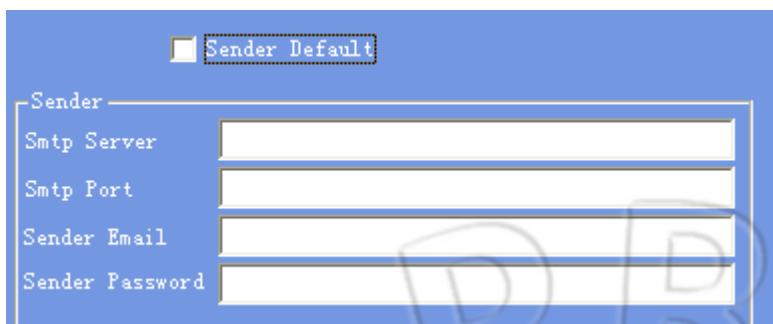 Sender Default
Sender
Smtp Server
Smtp Port
Sender Email
Sender Password